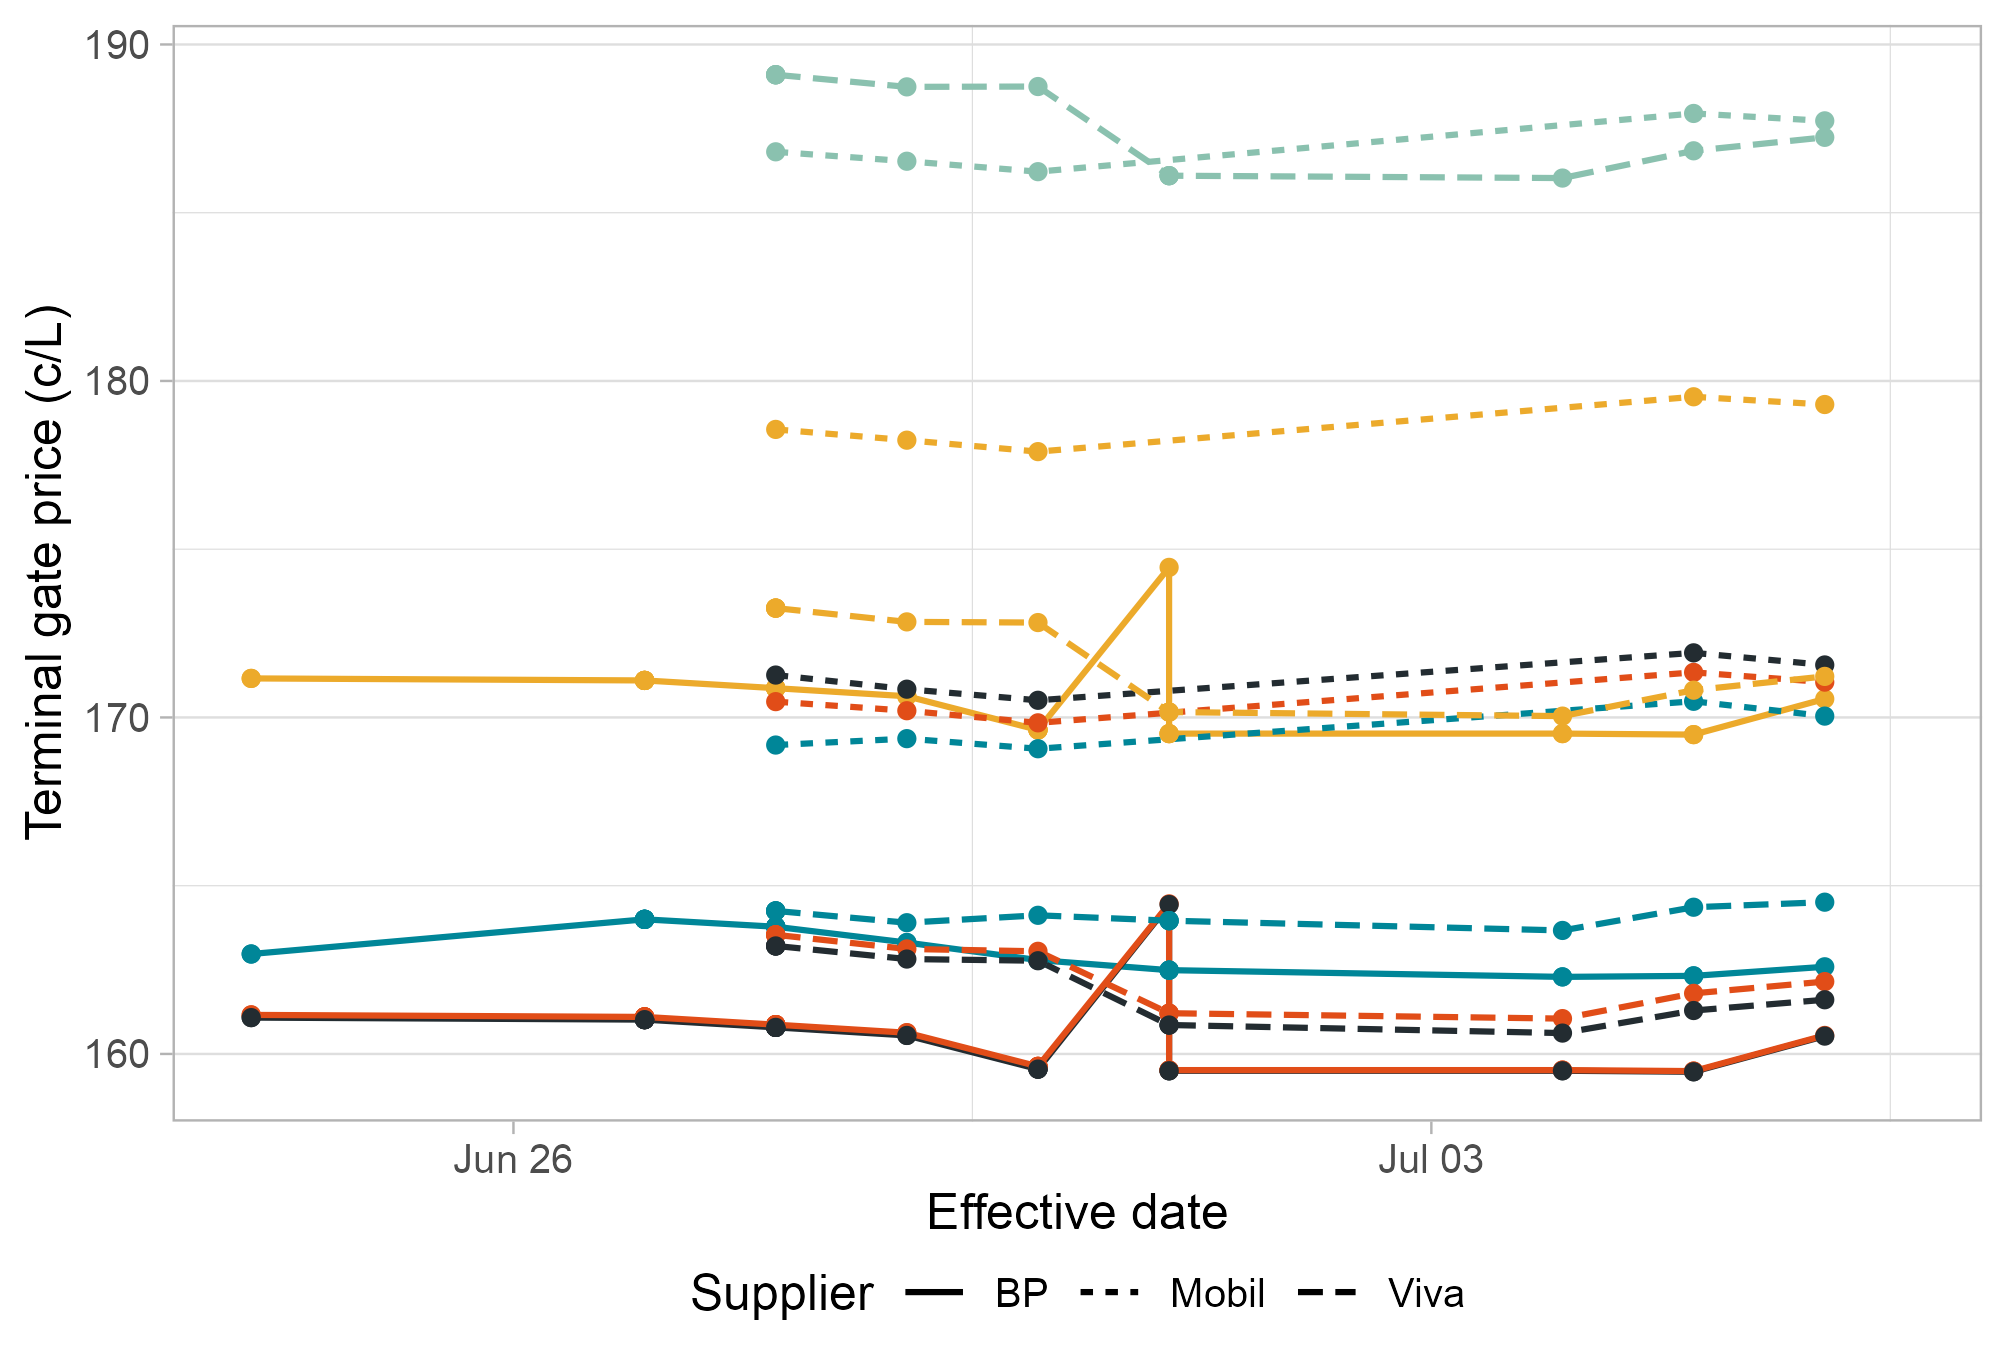 190
180
170
160
Terminal gate price (c/L)
Jun 26
Jul 03
Effective date
Supplier BP Mobil Viva